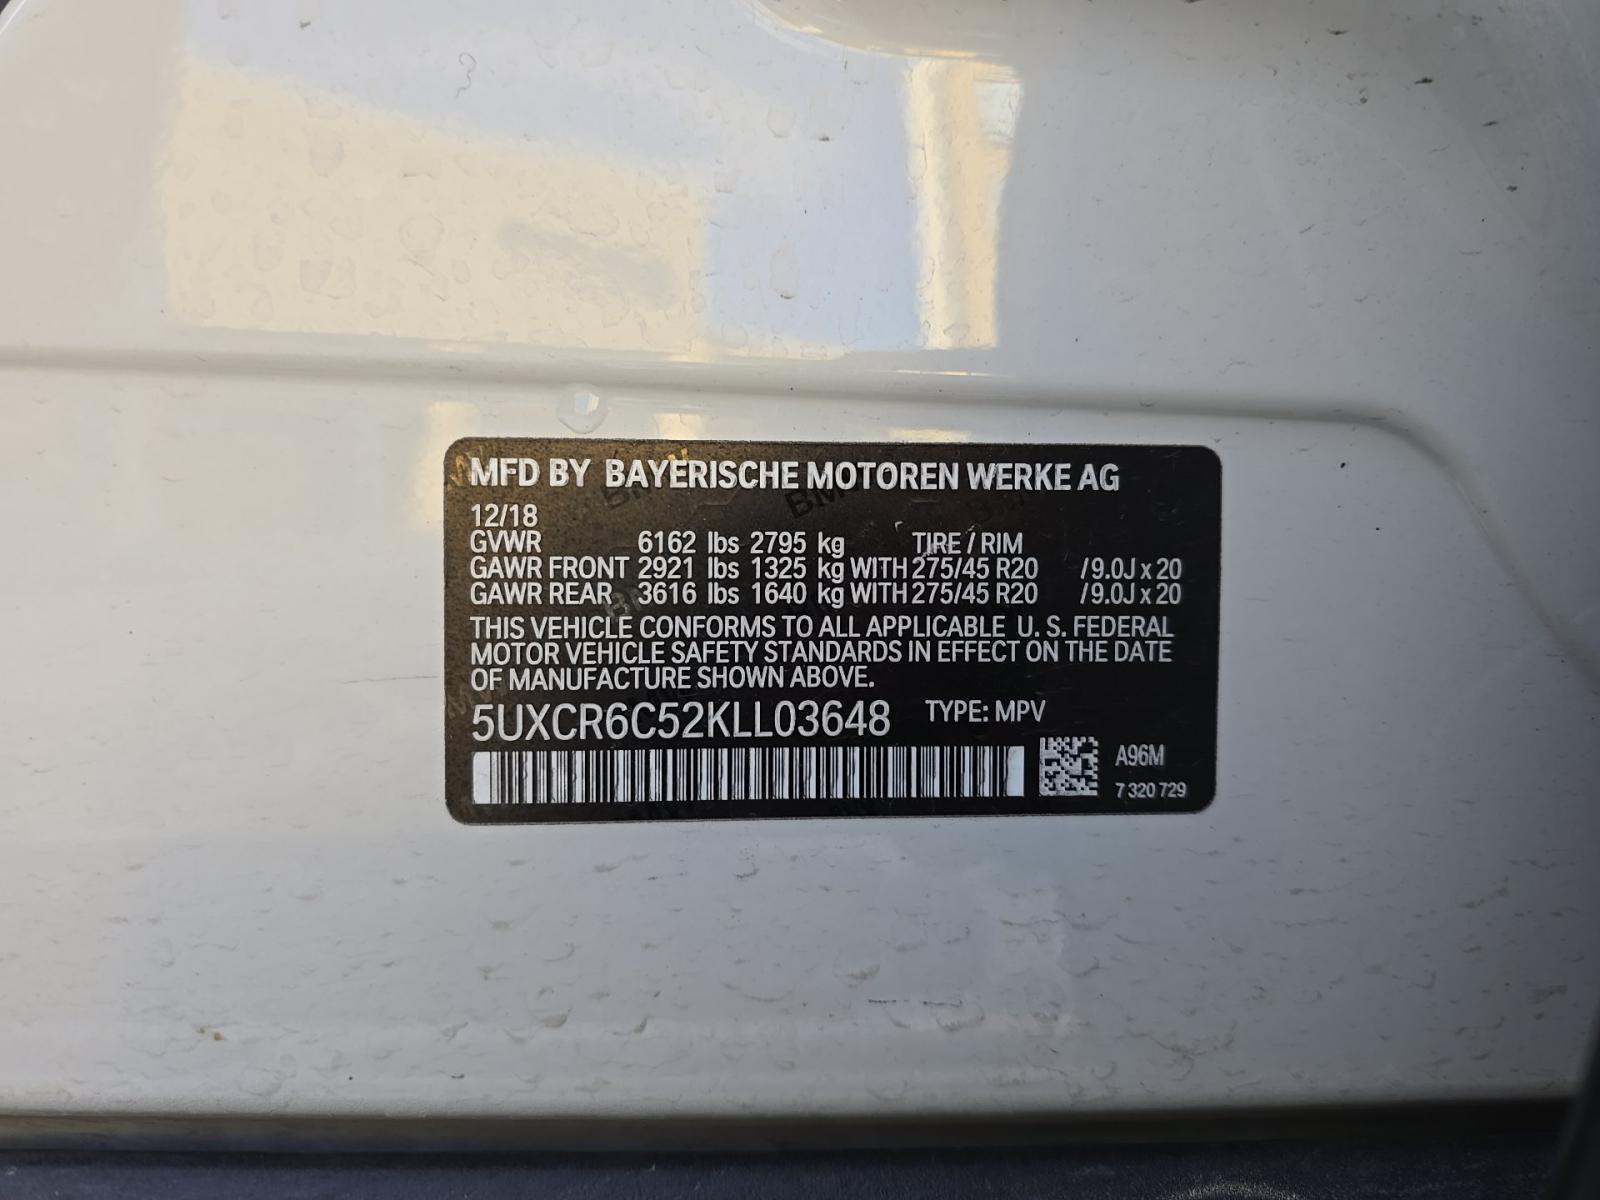 MFD BY BAYERISCHE MOTOREN WERKE AG
12/18
GVWR 6162 lbs 2795 kg TIRE / RIM
GAWR FRONT 2921 lbs 1325 kg WITH 275/45 R20 / 9.0J x 20
GAWR REAR 3616 lbs 1640 kg WITH 275/45 R20 / 9.0J x 20
THIS VEHICLE CONFORMS TO ALL APPLICABLE U. S. FEDERAL
MOTOR VEHICLE SAFETY STANDARDS IN EFFECT ON THE DATE
OF MANUFACTURE SHOWN ABOVE.
5UXCR6C52KLL03648 TYPE: MPV
A96M
7 320 729